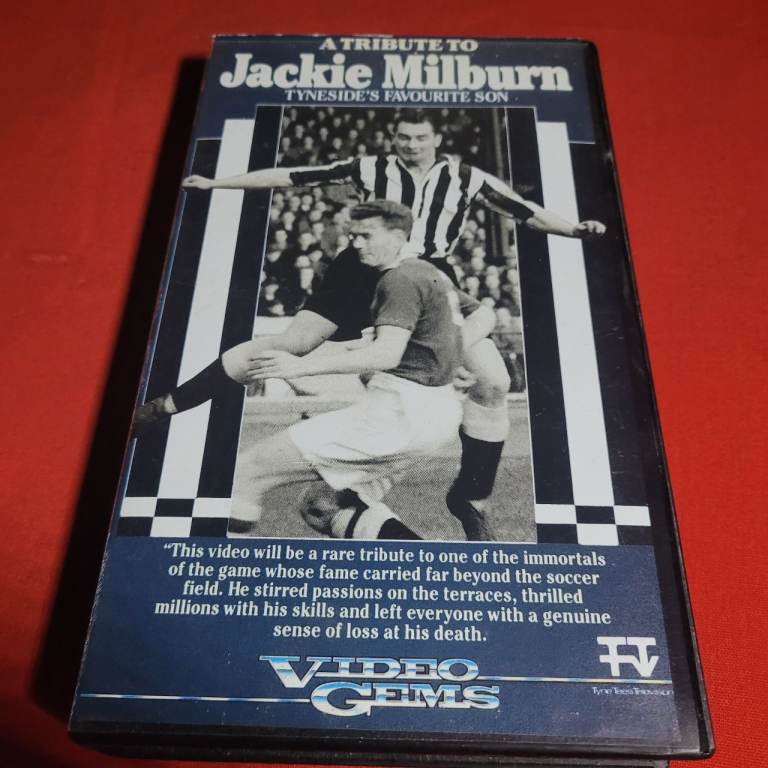 A TRIBUTE TO
Jackie Milburn
TYNESIDE'S FAVOURITE SON
"This video will be a rare tribute to one of the immortals
of the game whose fame carried far beyond the soccer
field. He stirred passions on the terraces, thrilled
millions with his skills and left everyone with a genuine
sense of loss at his death.
TTTV
Tyne Tees Television
VIDEO
GEMS